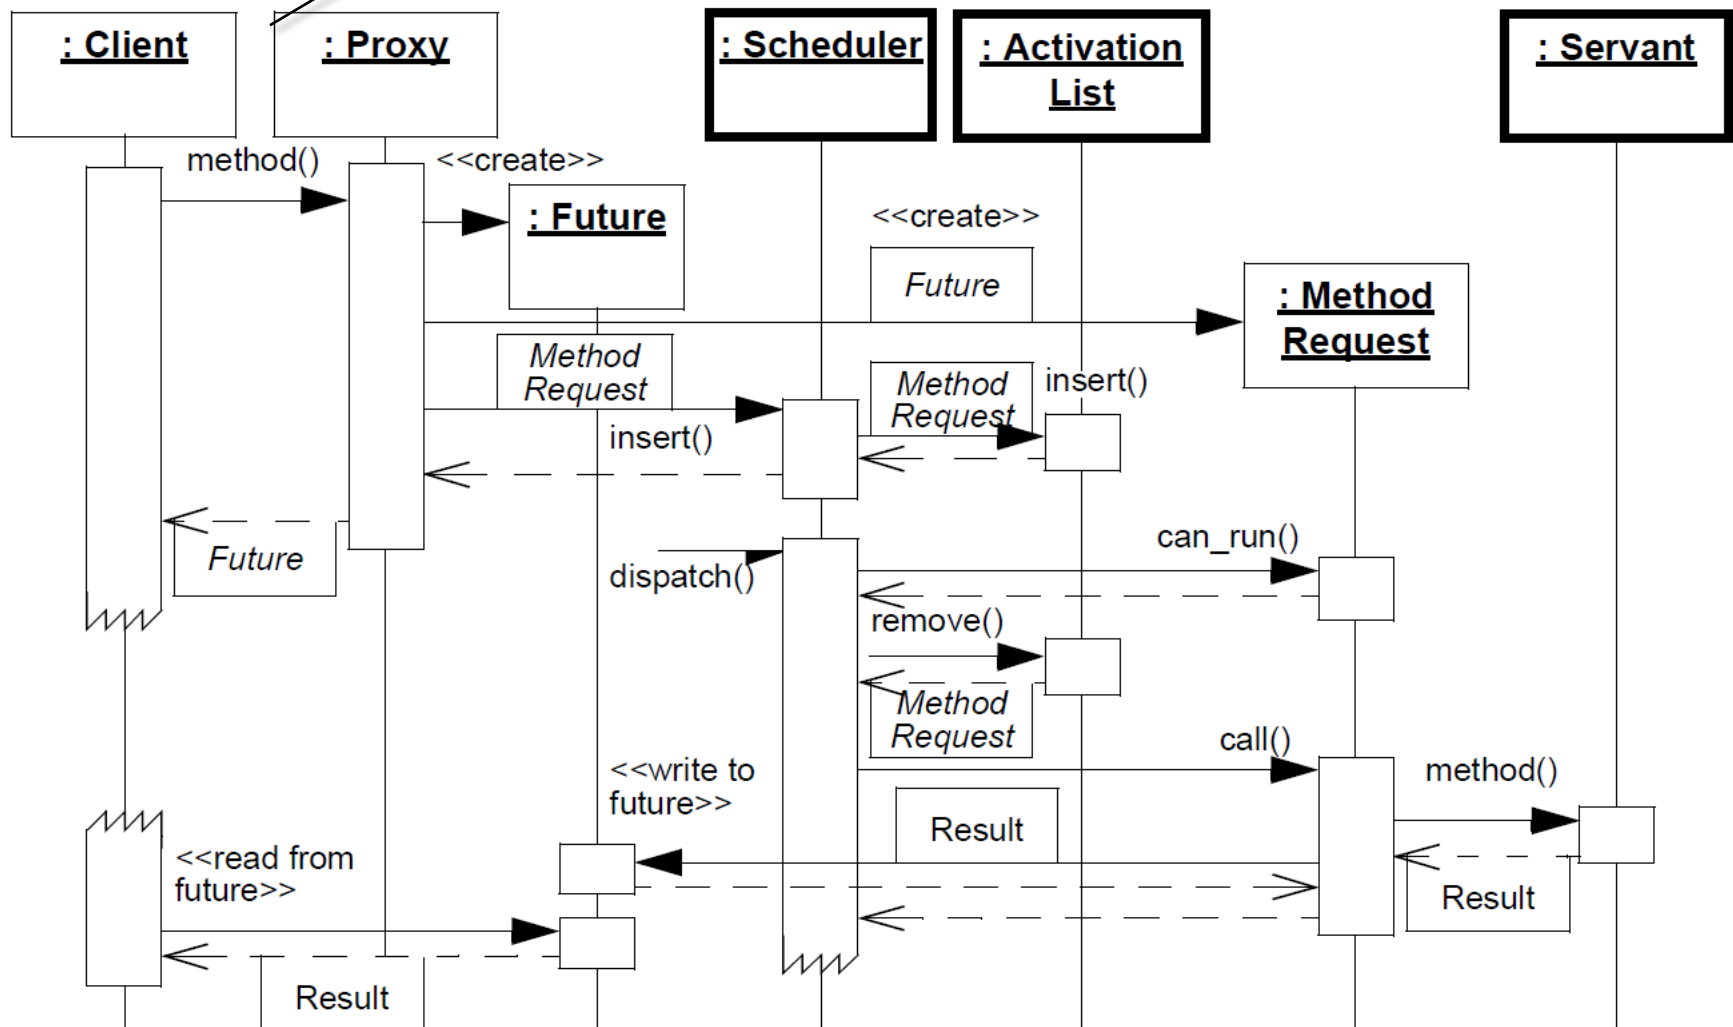 : Client
: Proxy
: Scheduler
: Activation
List
: Servant
method()
<<create>>
: Future
<<create>>
Future
: Method
Request
Method
Request
insert()
Method
Request
insert()
Future
dispatch()
can_run()
remove()
Method
Request
call()
<<write to
future>>
method()
Result
<<read from
future>>
Result
Result